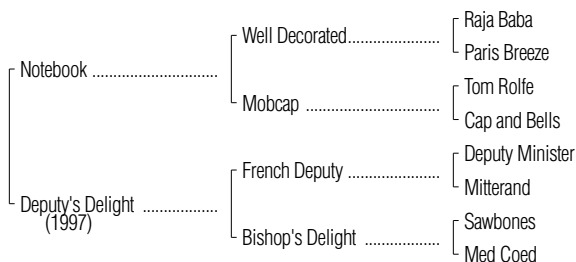 Raja Baba
Well Decorated
Paris Breeze
Notebook
Tom Rolfe
Mobcap
Cap and Bells
Deputy Minister
French Deputy
Mitterand
Deputy's Delight
(1997)
Sawbones
Bishop's Delight
Med Coed